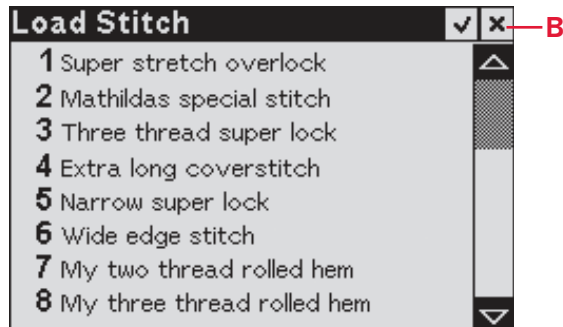 Load Stitch
B
1 Super stretch overlock
2 Mathildas special stitch
3 Three thread super lock
4 Extra long coverstitch
5 Narrow super lock
6 Wide edge stitch
7 My two thread rolled hem
8 My three thread rolled hem